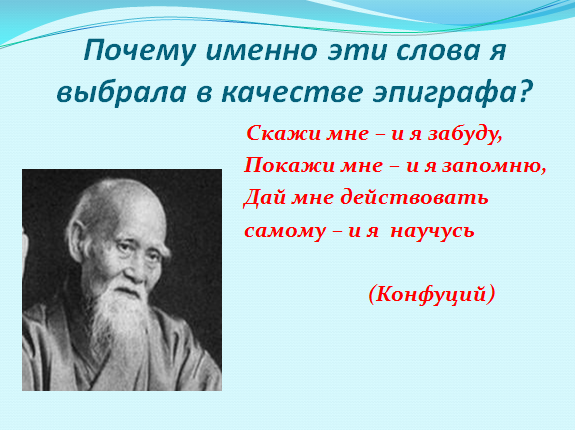 Почему именно эти слова я
выбрала в качестве эпиграфа?
Скажи мне – и я забуду,
Покажи мне – и я запомню,
Дай мне действовать
самому – и я  научусь
(Конфуций)